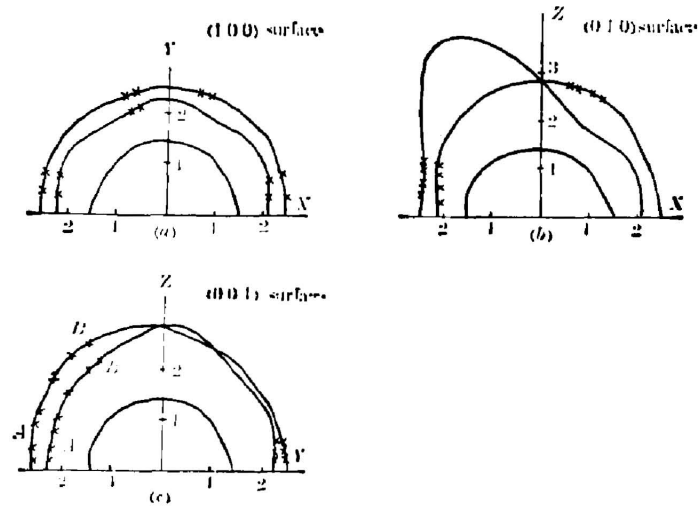 (1 0 0) surface
Y
2
1
2 1 1 2 X
(a)
(0 1 0) surface
Z
3
2
1
2 1 1 2 X
(b)
(0 0 1) surface
Z
B
B
2
1
A
A
2 1 1 2 Y
(c)